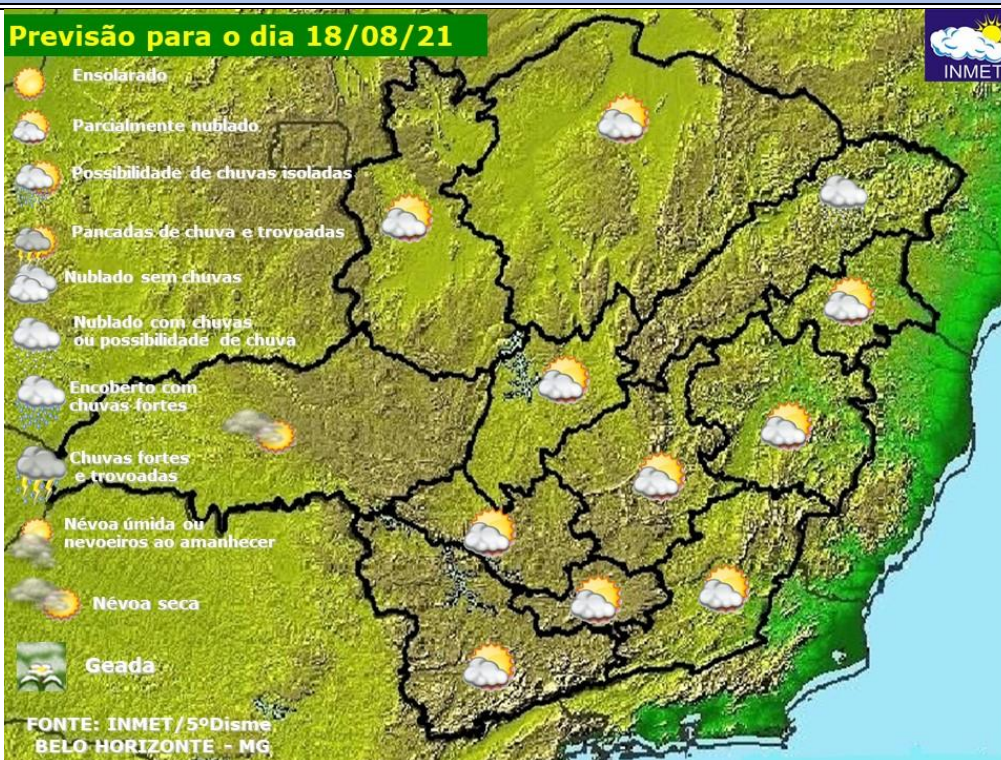 Previsão para o dia 18/08/21
INMET
Ensolarado
Parcialmente nublado
Possibilidade de chuvas isoladas
Pancadas de chuva e trovoadas
Nublado sem chuvas
Nublado com chuvas
ou possibilidade de chuva
Encoberto com
chuvas fortes
Chuvas fortes
e trovoadas
Névoa úmida ou
nevoeiros ao amanhecer
Névoa seca
Geada
FONTE: INMET/5ºDisme
BELO HORIZONTE - MG